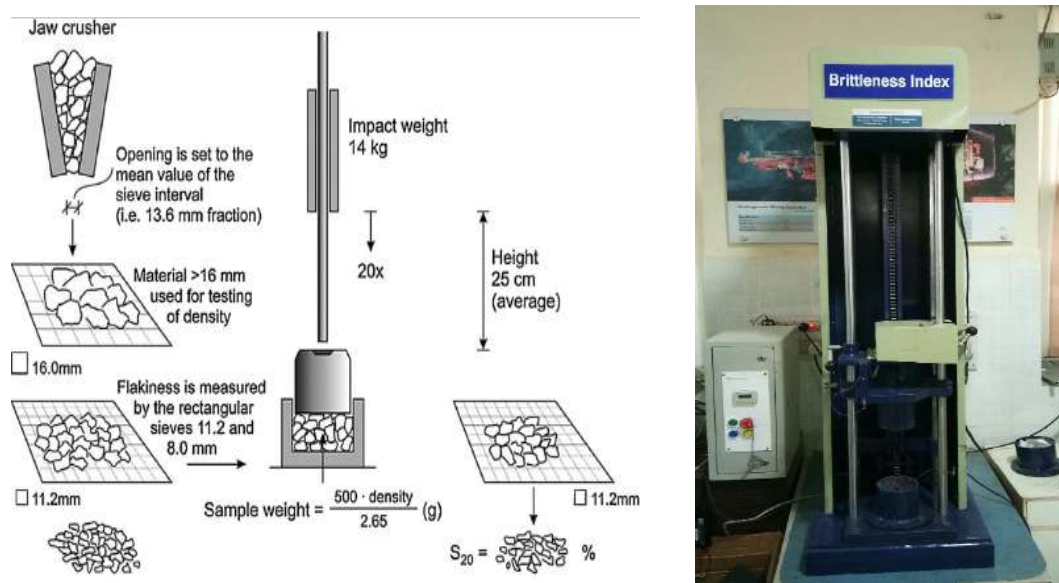 Jaw crusher
Opening is set to the
mean value of the
sieve interval
(i.e. 13.6 mm fraction)
Impact weight
14 kg
20x
Height
25 cm
(average)
Material >16 mm
used for testing
of density
16.0mm
Flakiness is measured
by the rectangular
sieves 11.2 and
8.0 mm
11.2mm
11.2mm
Sample weight = 500 · density / 2.65 (g)
S20 = %
Brittleness Index